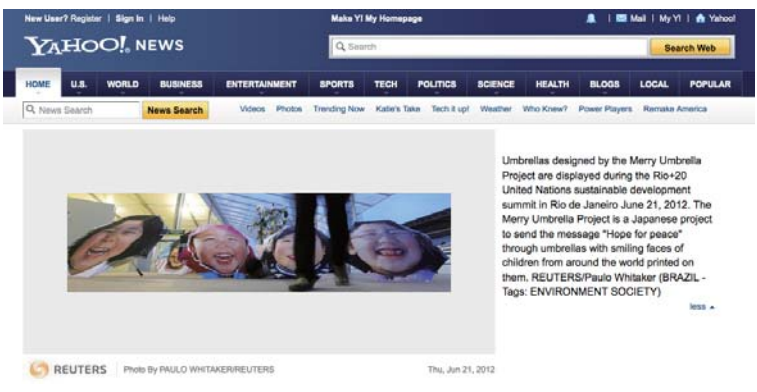 New User? Register | Sign In | Help Make Y! My Homepage Mail | My Y! | Yahoo!
YAHOO! NEWS Search Search Web
HOME U.S. WORLD BUSINESS ENTERTAINMENT SPORTS TECH POLITICS SCIENCE HEALTH BLOGS LOCAL POPULAR
News Search News Search Videos Photos Trending Now Katie's Take Tech it up! Weather Who Knew? Power Players Remake America
Umbrellas designed by the Merry Umbrella
Project are displayed during the Rio+20
United Nations sustainable development
summit in Rio de Janeiro June 21, 2012. The
Merry Umbrella Project is a Japanese project
to send the message "Hope for peace"
through umbrellas with smiling faces of
children from around the world printed on
them. REUTERS/Paulo Whitaker (BRAZIL -
Tags: ENVIRONMENT SOCIETY)
less
REUTERS Photo By PAULO WHITAKER/REUTERS Thu, Jun 21, 2012